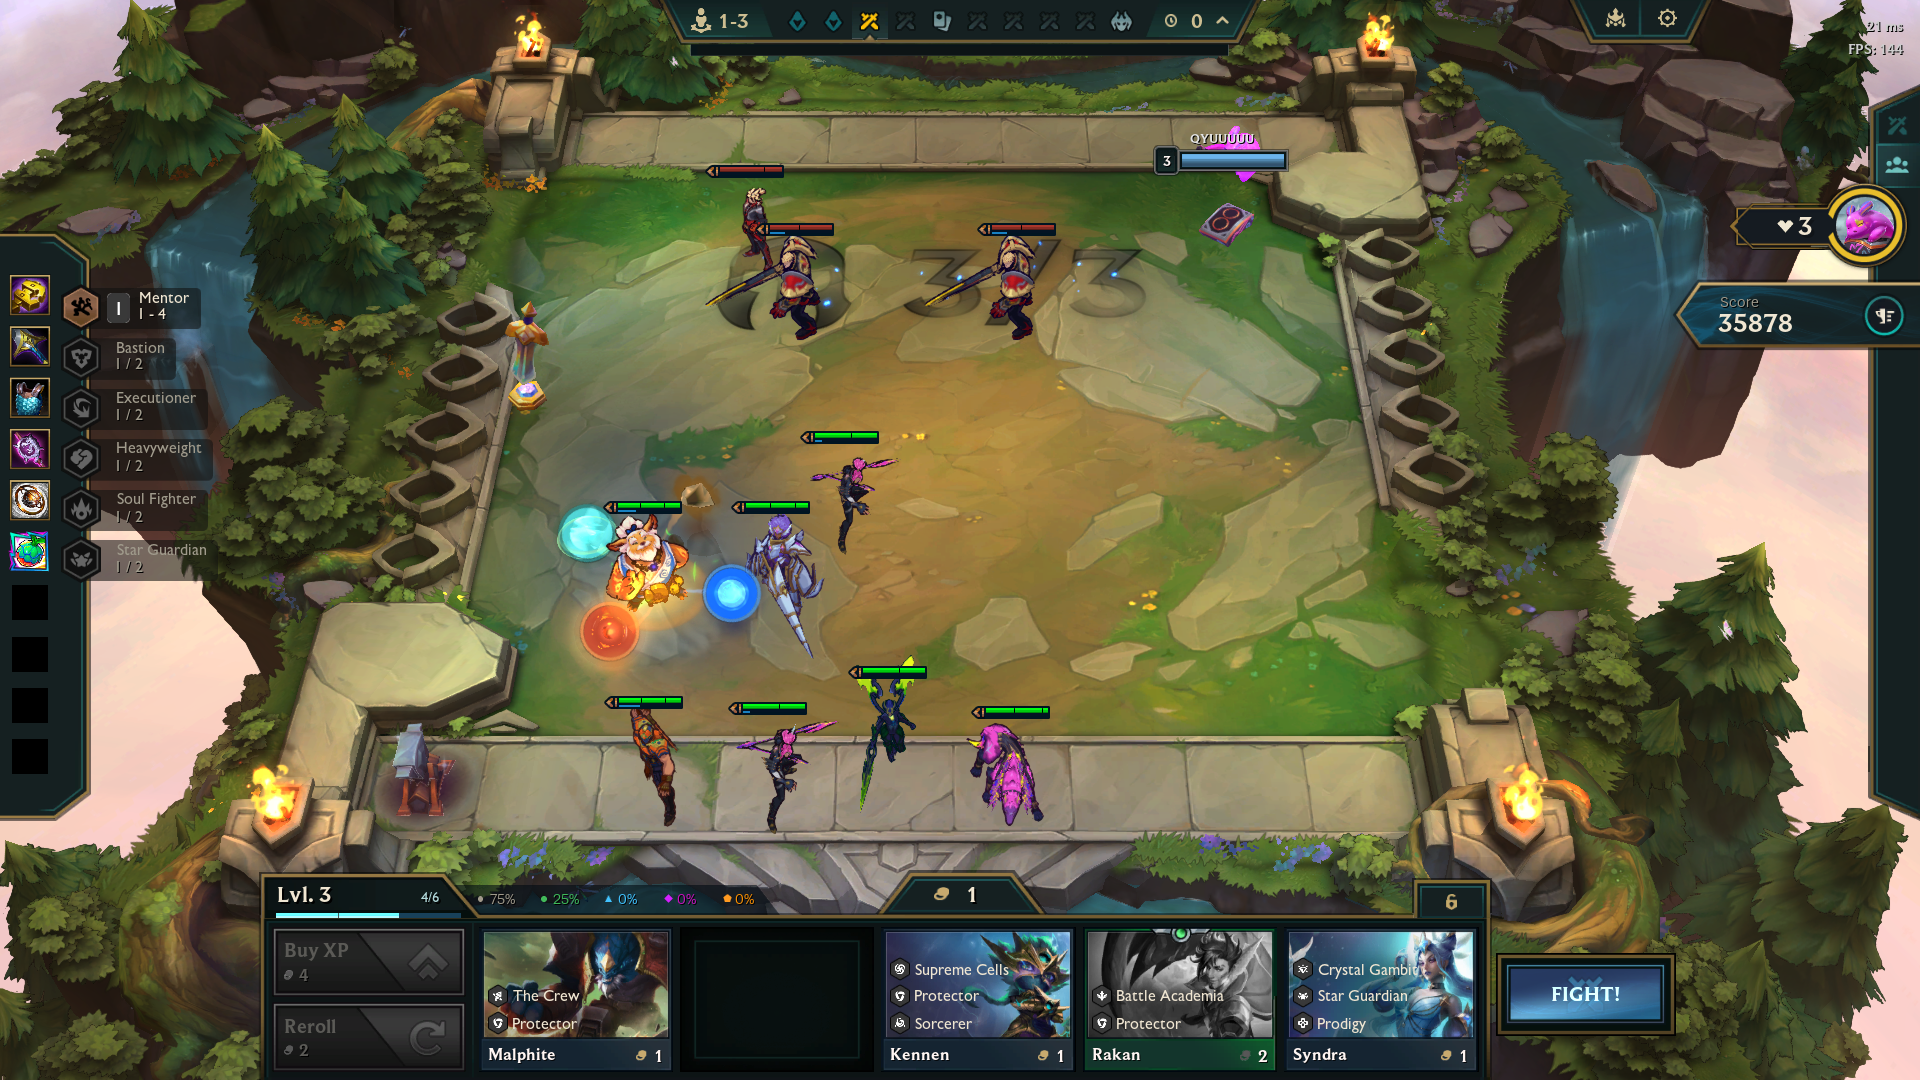 1-3
0
21 ms
FPS: 144
QYUUUUU
3
3
Score
35878
3/3
I
Mentor
1 - 4
Bastion
1 / 2
Executioner
1 / 2
Heavyweight
1 / 2
Soul Fighter
1 / 2
Star Guardian
1 / 2
Lvl. 3
4/6
75%
25%
0%
0%
0%
1
6
Buy XP
4
Reroll
2
The Crew
Protector
Malphite
1
Supreme Cells
Protector
Sorcerer
Kennen
1
Battle Academia
Protector
Rakan
2
Crystal Gambit
Star Guardian
Prodigy
Syndra
1
FIGHT!